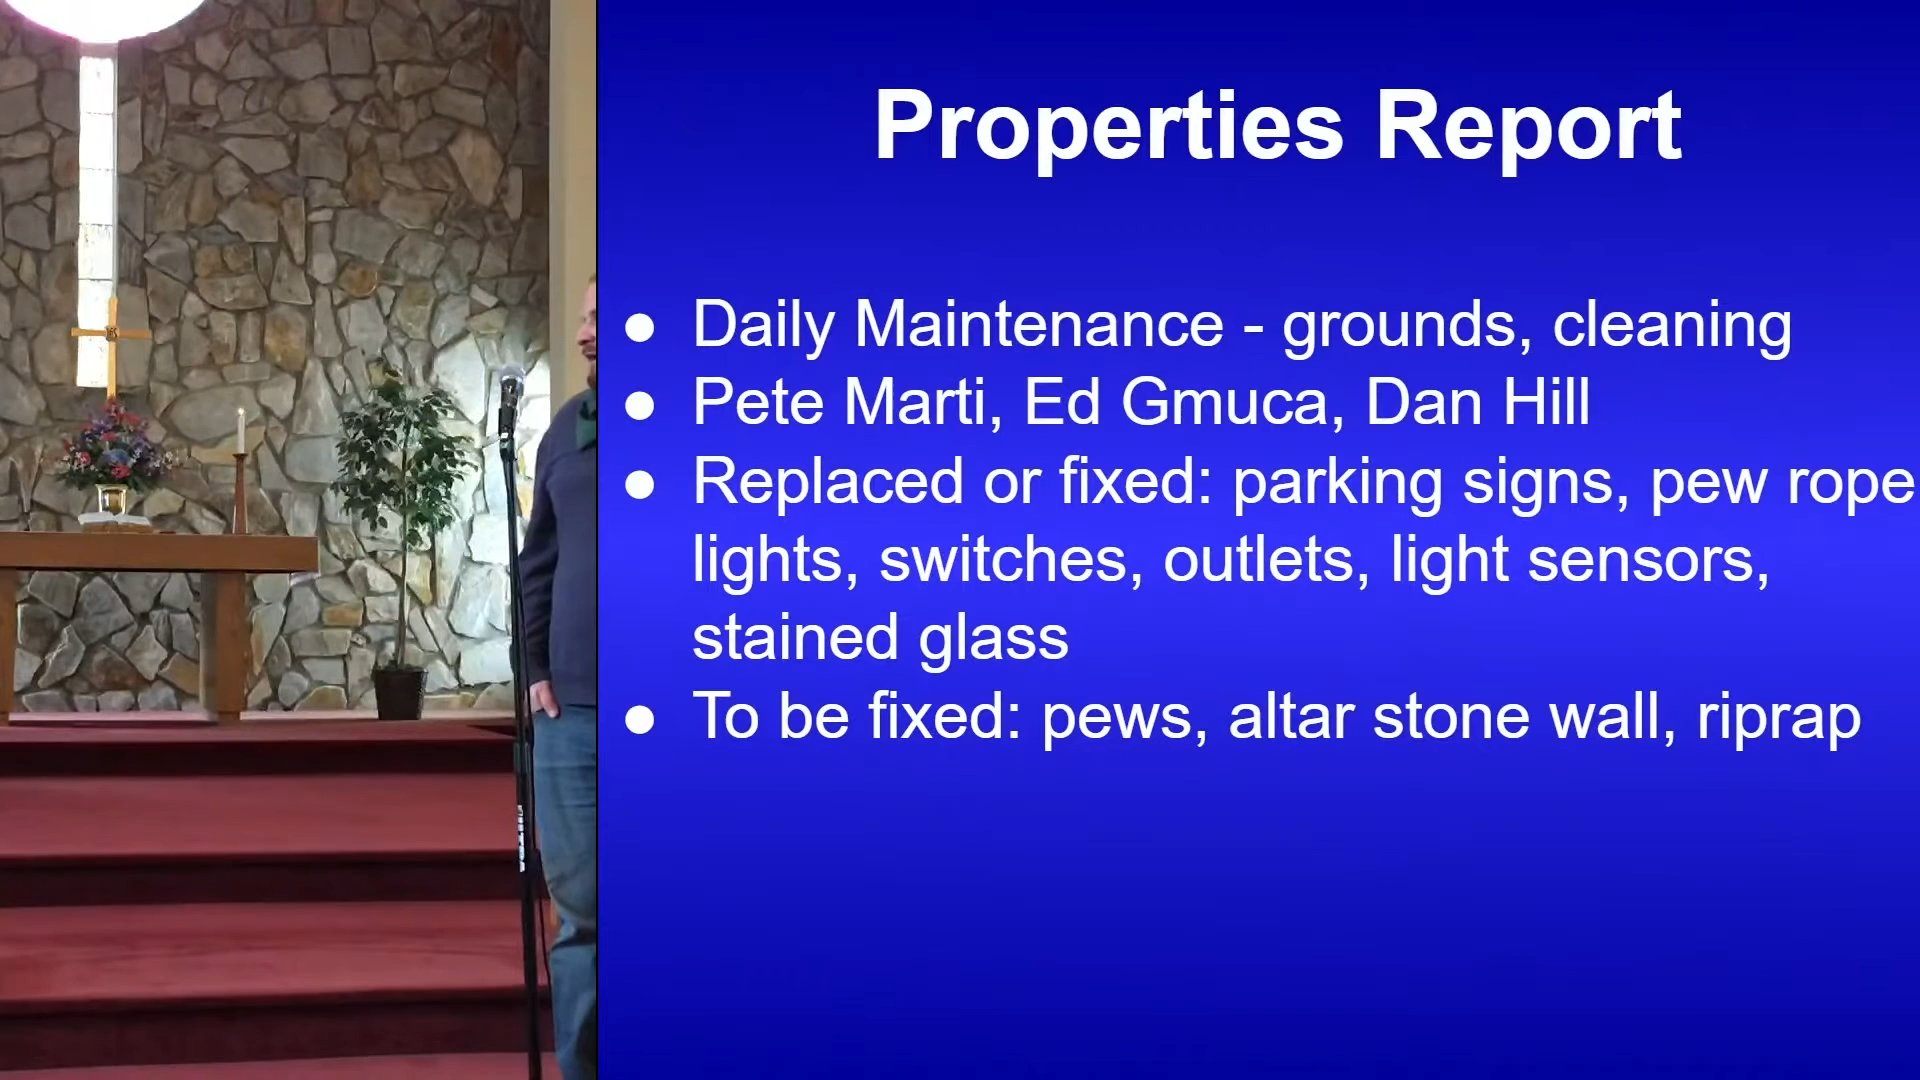 Properties Report
● Daily Maintenance - grounds, cleaning
● Pete Marti, Ed Gmuca, Dan Hill
● Replaced or fixed: parking signs, pew rope
lights, switches, outlets, light sensors,
stained glass
● To be fixed: pews, altar stone wall, riprap